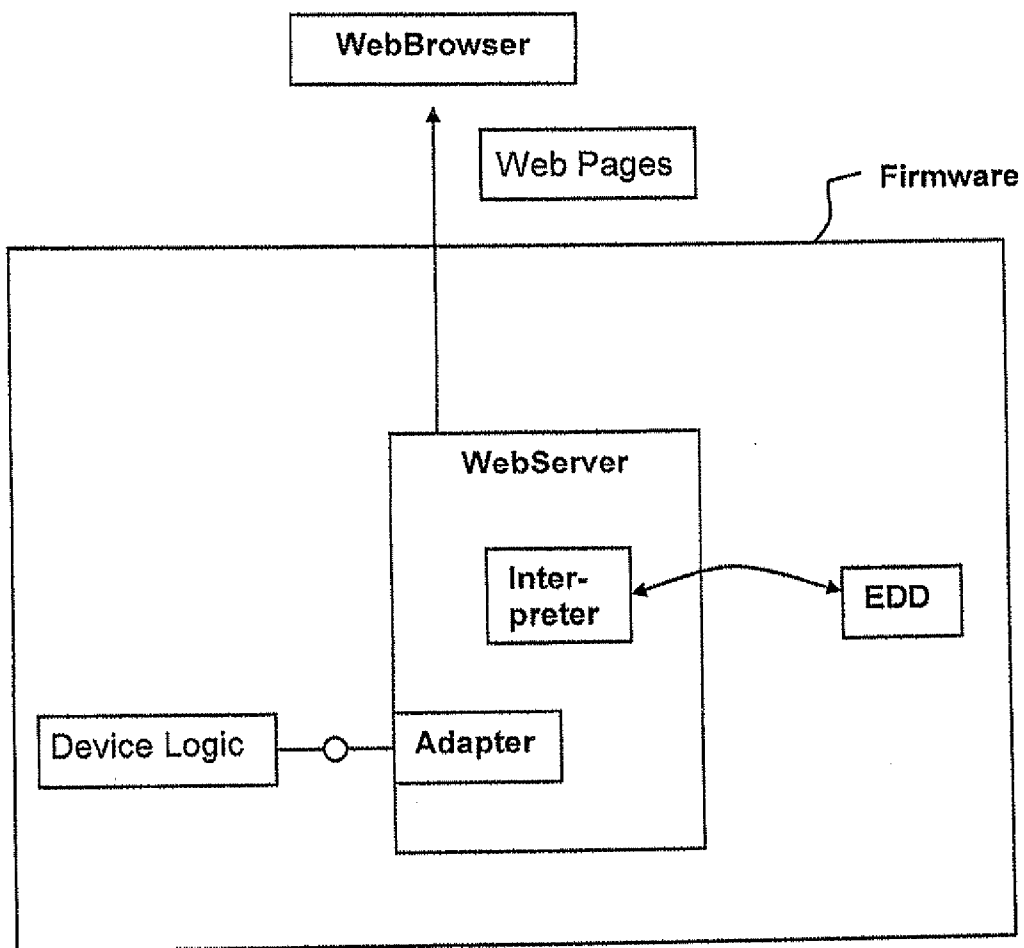 WebBrowser
Web Pages
Firmware
WebServer
Inter-
preter
EDD
Device Logic
Adapter